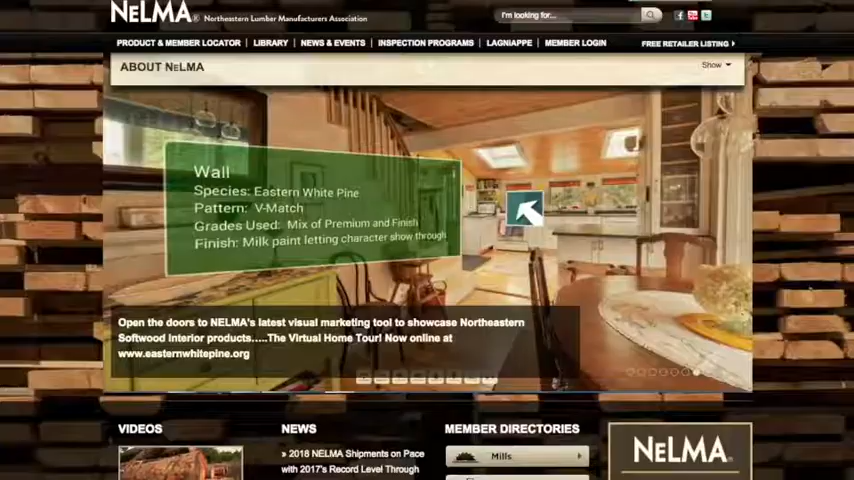 NELMA® Northeastern Lumber Manufacturers Association
I'm looking for...
PRODUCT & MEMBER LOCATOR | LIBRARY | NEWS & EVENTS | INSPECTION PROGRAMS | LAGNIAPPE | MEMBER LOGIN
FREE RETAILER LISTING
ABOUT NELMA
Show
Wall
Species: Eastern White Pine
Pattern: V-Match
Grades Used: Mix of Premium and Finish
Finish: Milk paint letting character show through
Open the doors to NELMA's latest visual marketing tool to showcase Northeastern
Softwood interior products.....The Virtual Home Tour! Now online at
www.easternwhitepine.org
VIDEOS
NEWS
» 2018 NELMA Shipments on Pace
with 2017's Record Level Through
MEMBER DIRECTORIES
Mills
NELMA®